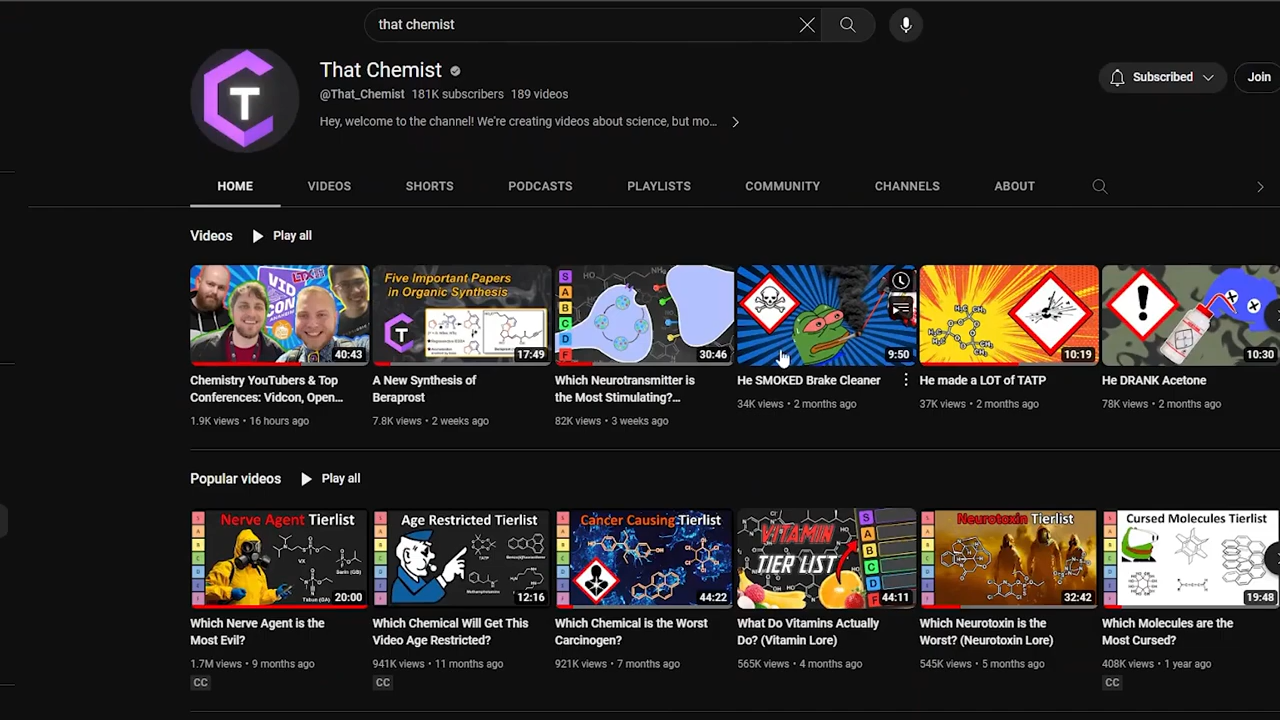 that chemist
That Chemist
@That_Chemist 181K subscribers 189 videos
Hey, welcome to the channel! We're creating videos about science, but mo...
Subscribed
Join
HOME VIDEOS SHORTS PODCASTS PLAYLISTS COMMUNITY CHANNELS ABOUT
Videos Play all
VIDCON
ANAHEIM
LTX
40:43
Five Important Papers
in Organic Synthesis
17:49
S
A
B
C
D
F
30:46
9:50
10:19
10:30
Chemistry YouTubers & Top
Conferences: Vidcon, Open...
1.9K views • 16 hours ago
A New Synthesis of
Beraprost
7.8K views • 2 weeks ago
Which Neurotransmitter is
the Most Stimulating?...
82K views • 3 weeks ago
He SMOKED Brake Cleaner
34K views • 2 months ago
He made a LOT of TATP
37K views • 2 months ago
He DRANK Acetone
78K views • 2 months ago
Popular videos Play all
Nerve Agent Tierlist
20:00
Age Restricted Tierlist
12:16
Cancer Causing Tierlist
44:22
VITAMIN
TIER LIST
S
A
B
C
D
F
44:11
Neurotoxin Tierlist
32:42
Cursed Molecules Tierlist
19:48
Which Nerve Agent is the
Most Evil?
1.7M views • 9 months ago
CC
Which Chemical Will Get This
Video Age Restricted?
941K views • 11 months ago
CC
Which Chemical is the Worst
Carcinogen?
921K views • 7 months ago
What Do Vitamins Actually
Do? (Vitamin Lore)
565K views • 4 months ago
Which Neurotoxin is the
Worst? (Neurotoxin Lore)
545K views • 5 months ago
Which Molecules are the
Most Cursed?
408K views • 1 year ago
CC